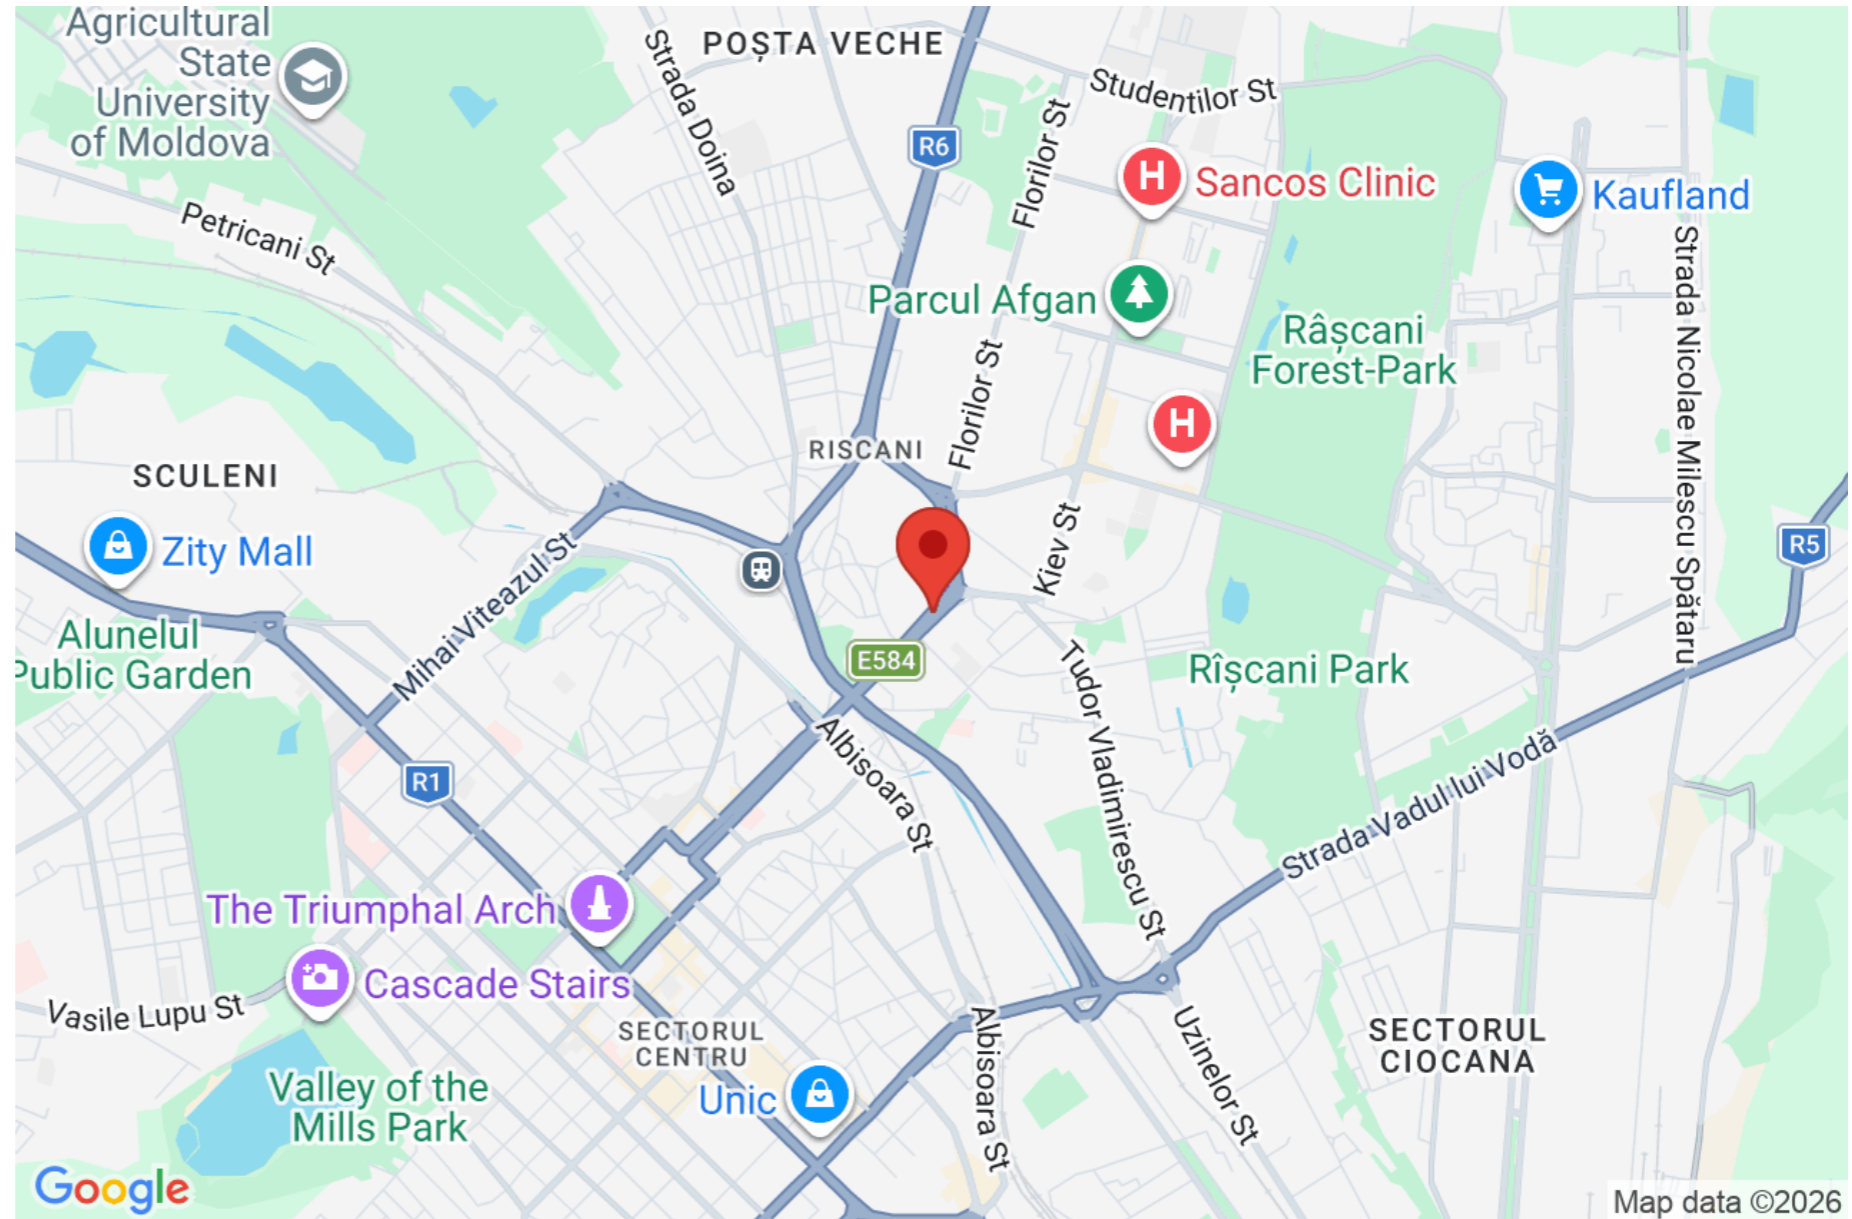 Agricultural
State
University
of Moldova
POȘTA VECHE
Strada Doina
Studentilor St
Florilor St
R6
H
Sancos Clinic
Kaufland
Petricani St
Strada Nicolae Milescu Spătaru
Parcul Afgan
Râșcani
Forest-Park
Florilor St
H
RISCANI
SCULENI
Zity Mall
Mihai Viteazul St
Kiev St
R5
Alunelul
Public Garden
E584
Rîșcani Park
Tudor Vladimirescu St
Albisoara St
R1
Strada Vadul lui Vodă
The Triumphal Arch
Cascade Stairs
Vasile Lupu St
SECTORUL
CENTRU
Albisoara St
Uzinelor St
SECTORUL
CIOCANA
Valley of the
Mills Park
Unic
Google
Map data ©2026